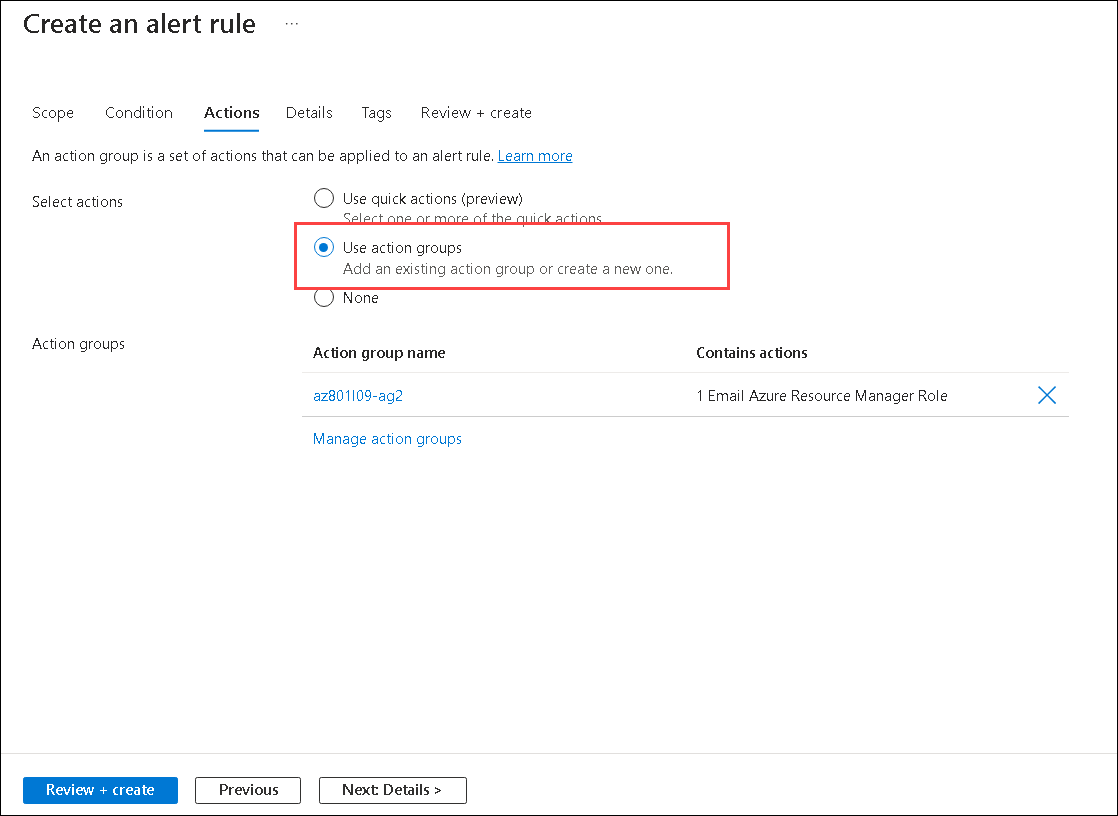 Create an alert rule ...
Scope Condition Actions Details Tags Review + create
An action group is a set of actions that can be applied to an alert rule. Learn more
Select actions
Use quick actions (preview)
Select one or more of the quick actions
Use action groups
Add an existing action group or create a new one.
None
Action groups
Action group name Contains actions
az801l09-ag2 1 Email Azure Resource Manager Role
Manage action groups
Review + create Previous Next: Details >